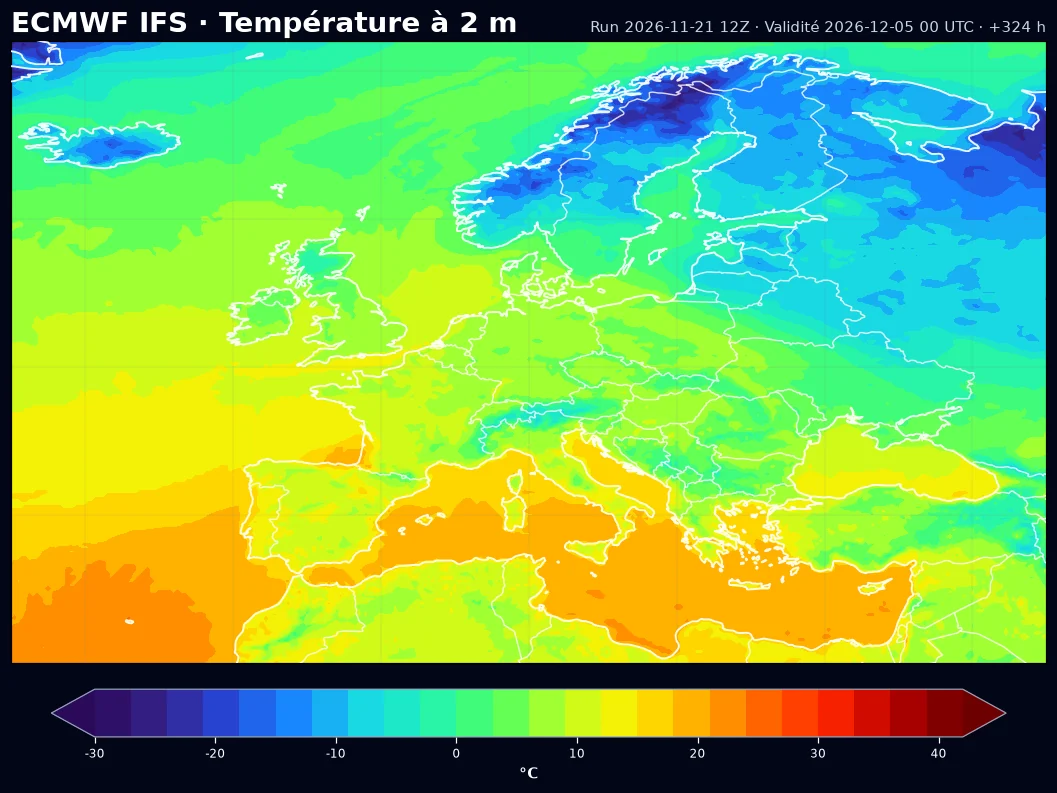 ECMWF IFS · Température à 2 m
Run 2026-11-21 12Z · Validité 2026-12-05 00 UTC · +324 h
-30 -20 -10 0 10 20 30 40
°C